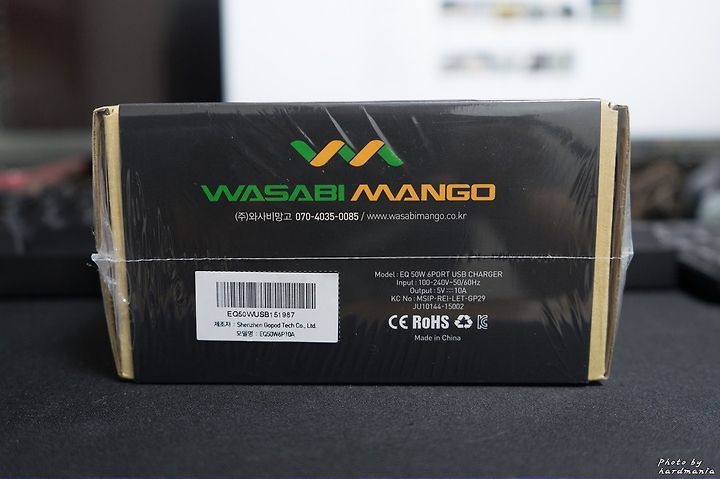 WASABI MANGO
(주)와사비망고 070-4035-0085 / www.wasabimango.co.kr
EQ50WUSB151987
제조자 : Shenzhen Gopod Tech Co., Ltd.
모델명 : EQ50W6P10A
Model : EQ 50W 6PORT USB CHARGER
Input : 100-240V~50/60Hz
Output : 5V⎓10A
KC No : MSIP-REI-LET-GP29
JU10144-15002
CE RoHS
Made in China
Photo by
hardmania